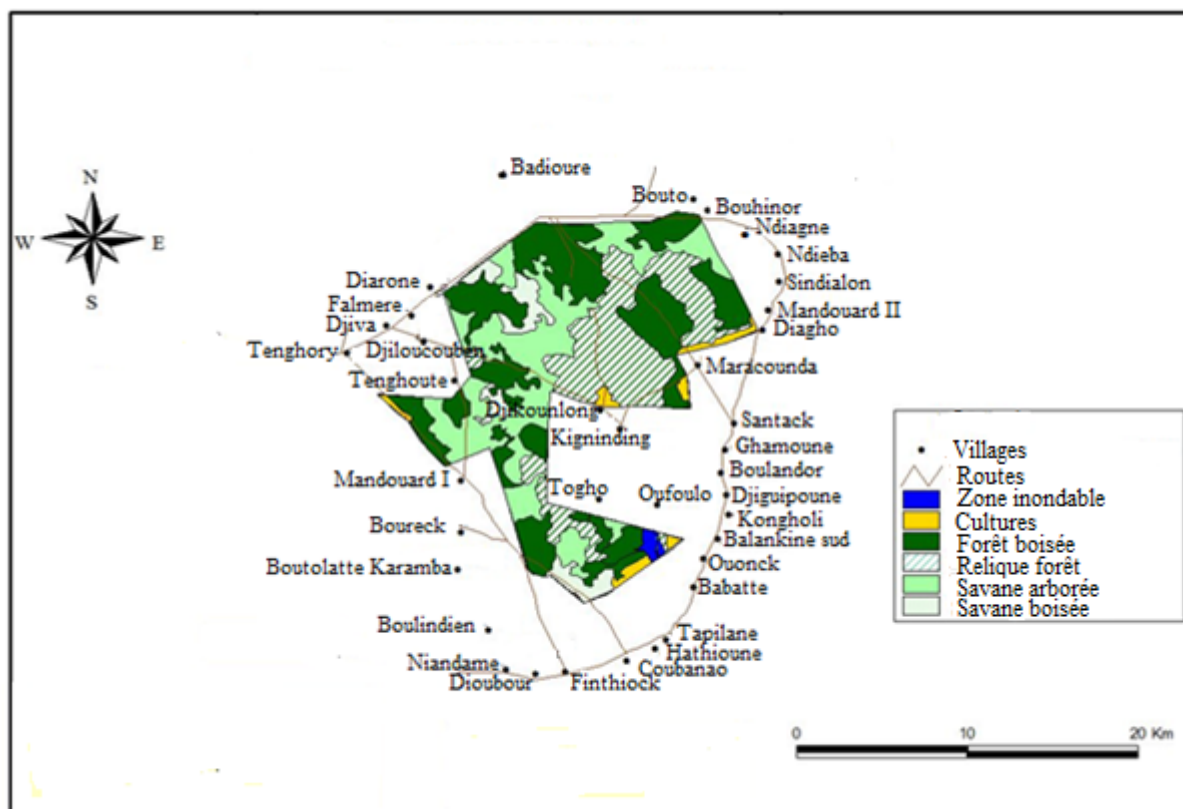 Badioure
Bouto
Bouhinor
N
Ndiagne
W
E
Ndieba
S
Diarone
Sindialon
Falmere
Mandouard II
Djiva
Diagho
Tenghory
Djiloucouben
Maracounda
Tenghoute
Djikounlong
Santack
Kigninding
Ghamoune
Villages
Mandouard I
Boulandor
Routes
Togho
Oufoulo
Djiguipoune
Zone inondable
Kongholi
Cultures
Boureck
Balankine sud
Forêt boisée
Ouonck
Relique forêt
Boutolatte Karamba
Babatte
Savane arborée
Savane boisée
Boulindien
Tapilane
Hathioune
Niandame
Coubanao
Dioubour
Finthiock
0 10 20 Km